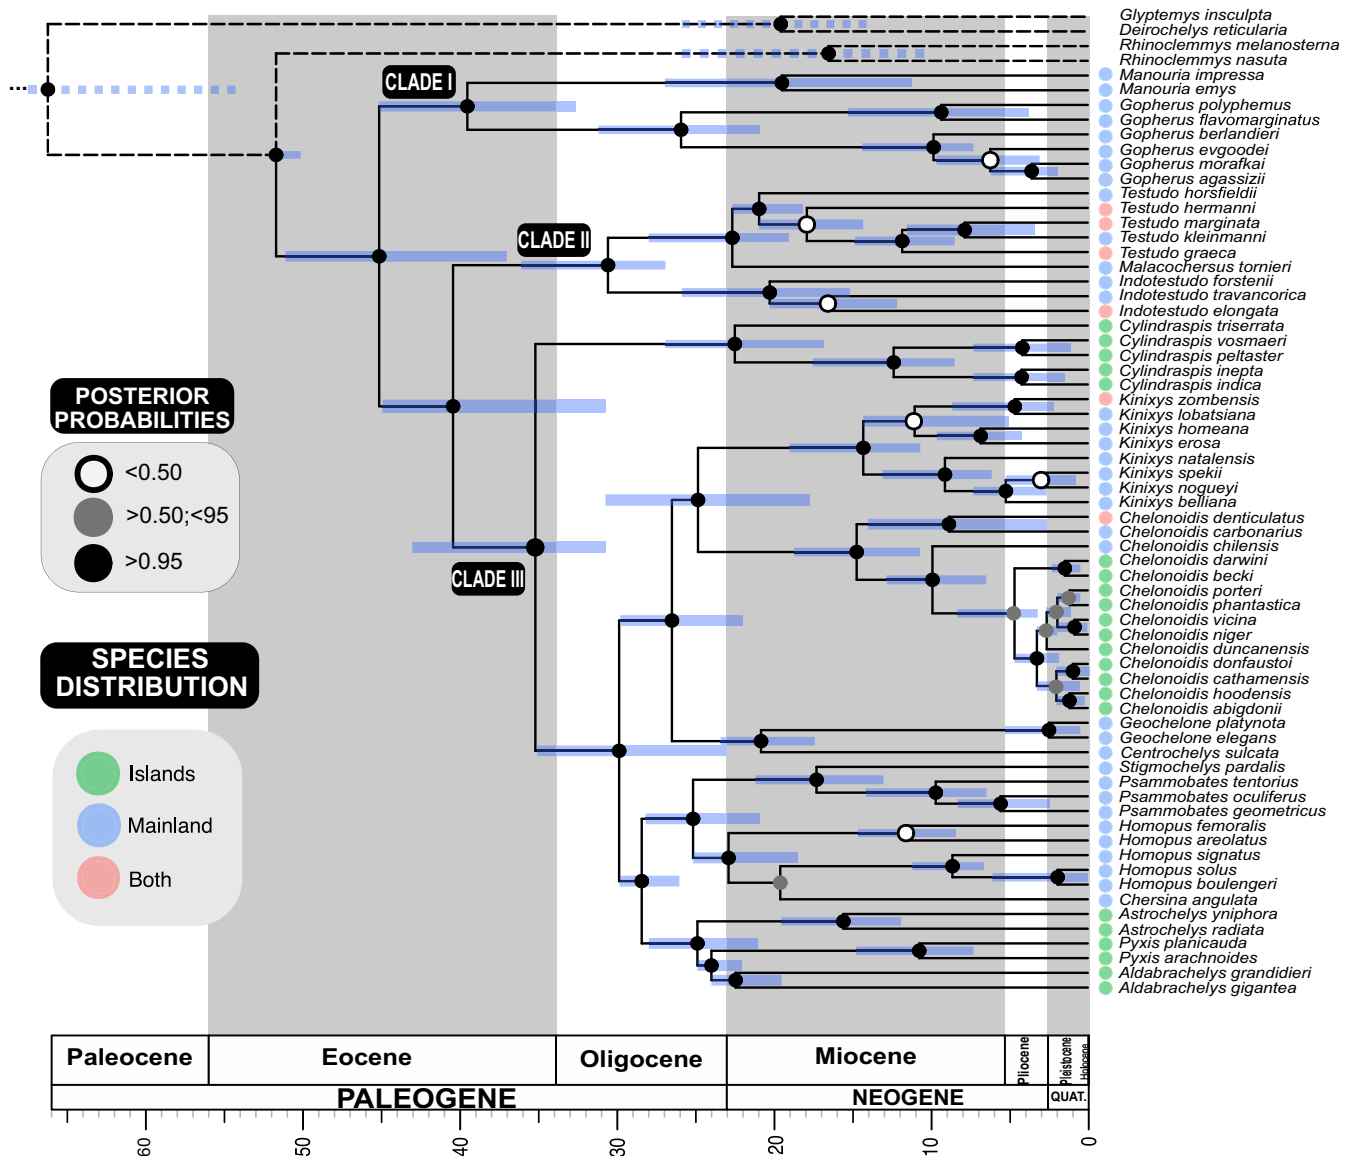 Glyptemys insculpta
Deirochelys reticularia
Rhinoclemmys melanosterna
Rhinoclemmys nasuta
Manouria impressa
Manouria emys
Gopherus polyphemus
Gopherus flavomarginatus
Gopherus berlandieri
Gopherus evgoodei
Gopherus morafkai
Gopherus agassizii
Testudo horsfieldii
Testudo hermanni
Testudo marginata
Testudo kleinmanni
Testudo graeca
Malacochersus tornieri
Indotestudo forstenii
Indotestudo travancorica
Indotestudo elongata
Cylindraspis triserrata
Cylindraspis vosmaeri
Cylindraspis peltaster
Cylindraspis inepta
Cylindraspis indica
Kinixys zombensis
Kinixys lobatsiana
Kinixys homeana
Kinixys erosa
Kinixys natalensis
Kinixys spekii
Kinixys nogueyi
Kinixys belliana
Chelonoidis denticulatus
Chelonoidis carbonarius
Chelonoidis chilensis
Chelonoidis darwini
Chelonoidis becki
Chelonoidis porteri
Chelonoidis phantastica
Chelonoidis vicina
Chelonoidis niger
Chelonoidis duncanensis
Chelonoidis donfaustoi
Chelonoidis cathamensis
Chelonoidis hoodensis
Chelonoidis abigdonii
Geochelone platynota
Geochelone elegans
Centrochelys sulcata
Stigmochelys pardalis
Psammobates tentorius
Psammobates oculiferus
Psammobates geometricus
Homopus femoralis
Homopus areolatus
Homopus signatus
Homopus solus
Homopus boulengeri
Chersina angulata
Astrochelys yniphora
Astrochelys radiata
Pyxis planicauda
Pyxis arachnoides
Aldabrachelys grandidieri
Aldabrachelys gigantea
...
CLADE I
CLADE II
CLADE III
POSTERIOR
PROBABILITIES
<0.50
>0.50;<95
>0.95
SPECIES
DISTRIBUTION
Islands
Mainland
Both
Paleocene
Eocene
Oligocene
Miocene
Pliocene
Pleistocene
Holocene
PALEOGENE
NEOGENE
QUAT.
60
50
40
30
20
10
0